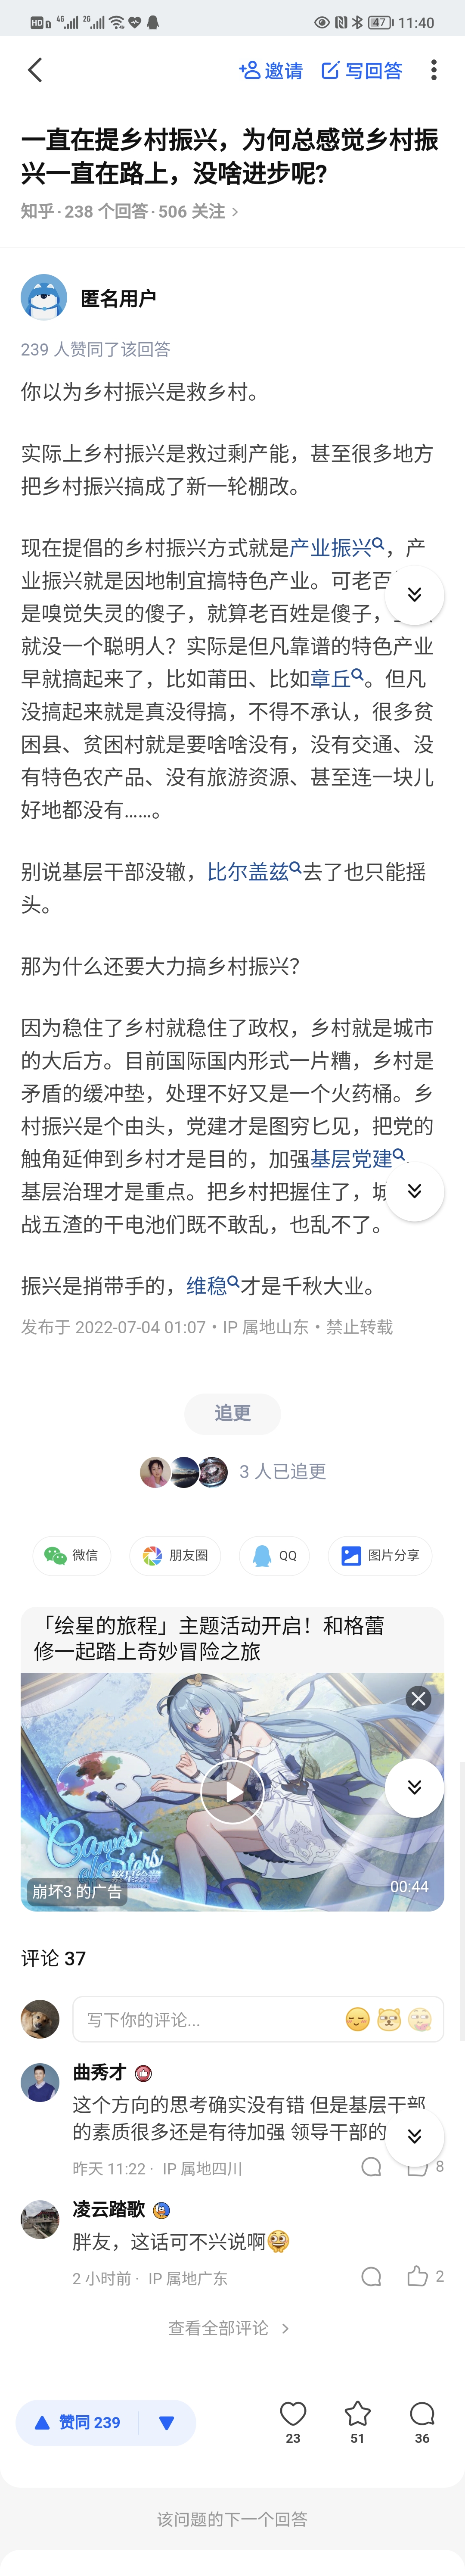 HD 4G 2G 47 11:40
邀请 写回答
一直在提乡村振兴，为何总感觉乡村振
兴一直在路上，没啥进步呢?
知乎·238 个回答·506 关注 >
匿名用户
239 人赞同了该回答
你以为乡村振兴是救乡村。
实际上乡村振兴是救过剩产能，甚至很多地方
把乡村振兴搞成了新一轮棚改。
现在提倡的乡村振兴方式就是产业振兴，产
业振兴就是因地制宜搞特色产业。可老百
是嗅觉失灵的傻子，就算老百姓是傻子，
就没一个聪明人？实际是但凡靠谱的特色产业
早就搞起来了，比如莆田、比如章丘。但凡
没搞起来就是真没得搞，不得不承认，很多贫
困县、贫困村就是要啥啥没有，没有交通、没
有特色农产品、没有旅游资源、甚至连一块儿
好地都没有......。
别说基层干部没辙，比尔盖兹去了也只能摇
头。
那为什么还要大力搞乡村振兴？
因为稳住了乡村就稳住了政权，乡村就是城市
的大后方。目前国际国内形式一片糟，乡村是
矛盾的缓冲垫，处理不好又是一个火药桶。乡
村振兴是个由头，党建才是图穷匕见，把党的
触角延伸到乡村才是目的，加强基层党建
基层治理才是重点。把乡村把握住了，
战五渣的干电池们既不敢乱，也乱不了。
振兴是捎带手的，维稳才是千秋大业。
发布于 2022-07-04 01:07・IP 属地山东・禁止转载
追更
3 人已追更
微信 朋友圈 QQ 图片分享
「绘星的旅程」主题活动开启！和格蕾
修一起踏上奇妙冒险之旅
Canvas of the Stars
繁星绘卷
崩坏3 的广告 00:44
评论 37
写下你的评论...
曲秀才
这个方向的思考确实没有错 但是基层干部
的素质很多还是有待加强 领导干部的
昨天 11:22 · IP 属地四川 8
凌云踏歌
胖友，这话可不兴说啊
2 小时前 · IP 属地广东 2
查看全部评论 >
赞同 239 23 51 36
该问题的下一个回答